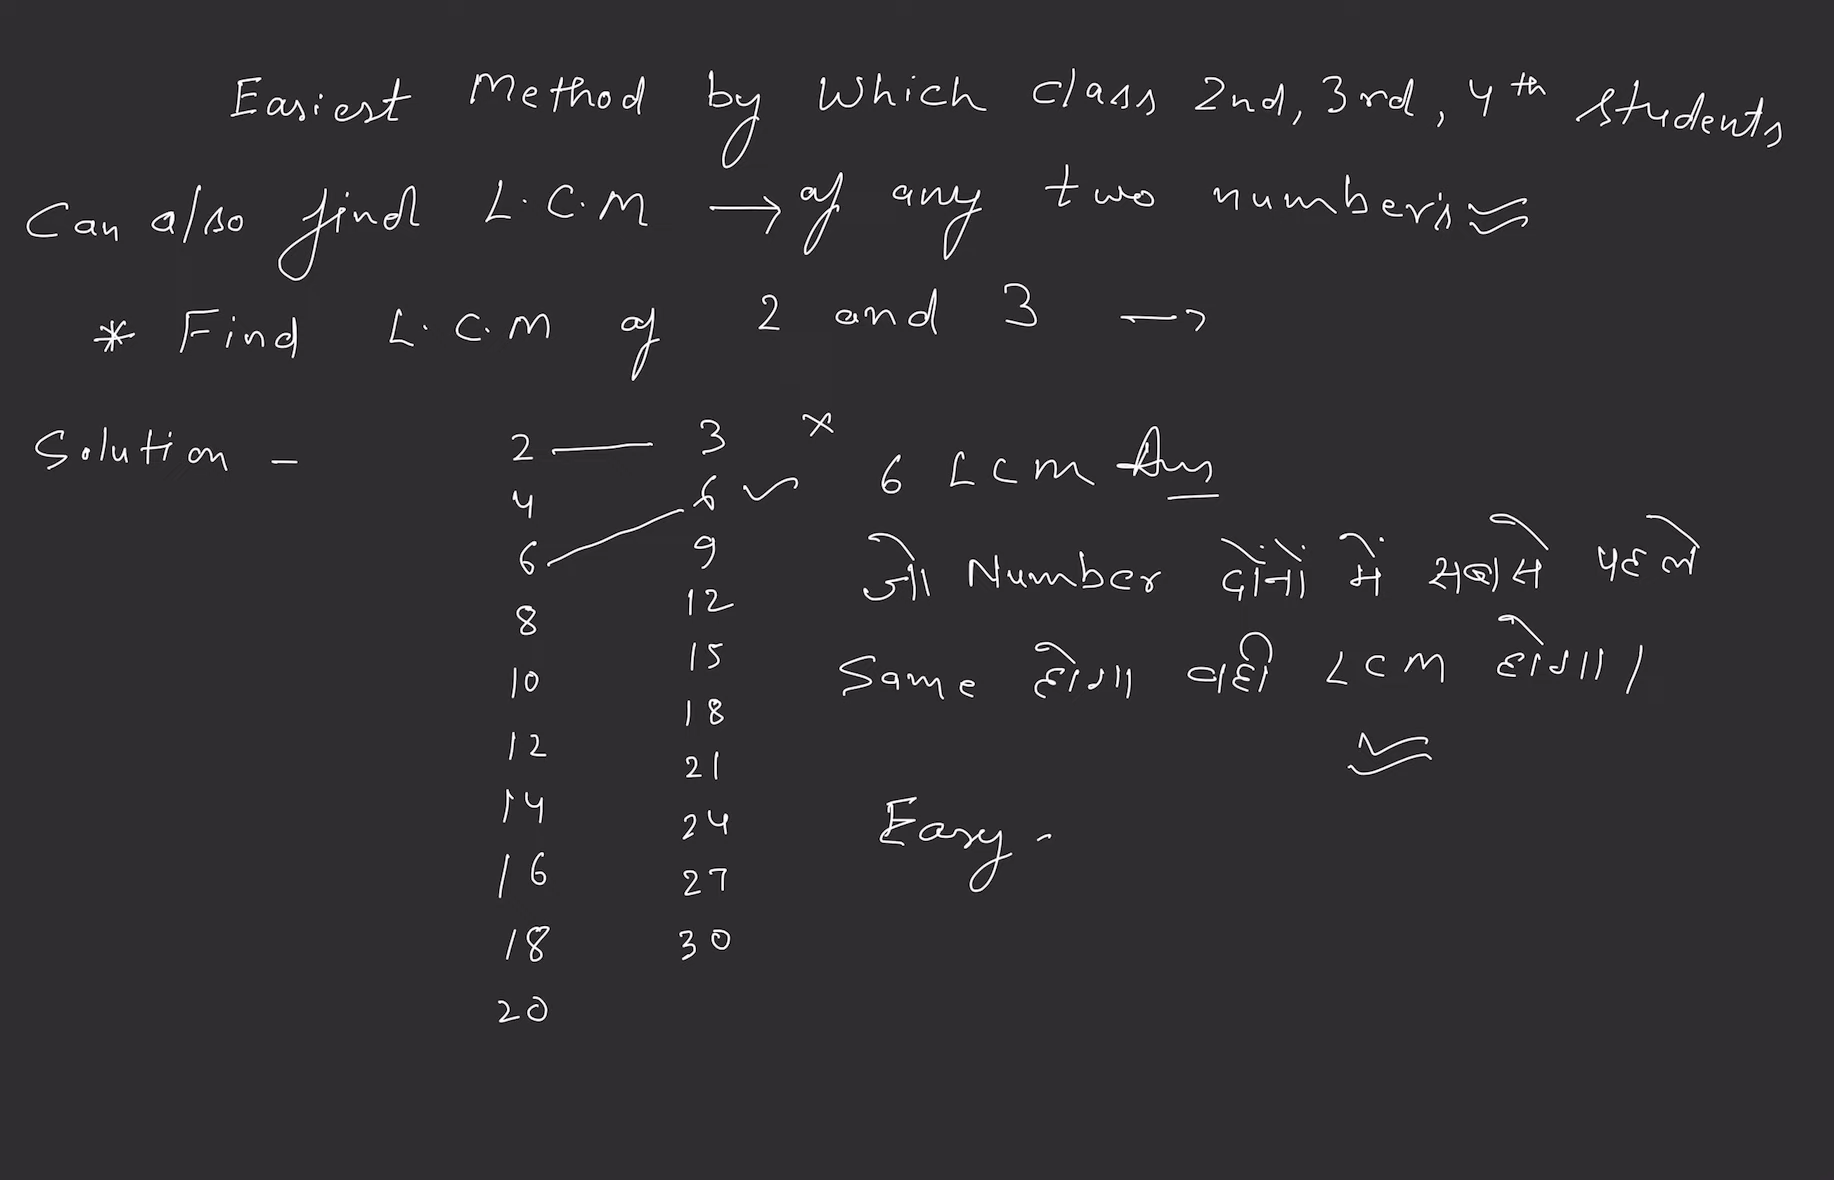 Easiest Method by Which class 2nd, 3rd, 4th students
Can also find L.C.M → of any two number's
* Find L.C.M of 2 and 3 →
Solution -
2 — 3 ×
4 6 ✓ 6 LCM Ans
6 9 जो Number दोनों में सबसे पहले
8 12
10 15 Same होगा वही LCM होगा।
12 18
14 21
16 24 Easy.
18 27
20 30